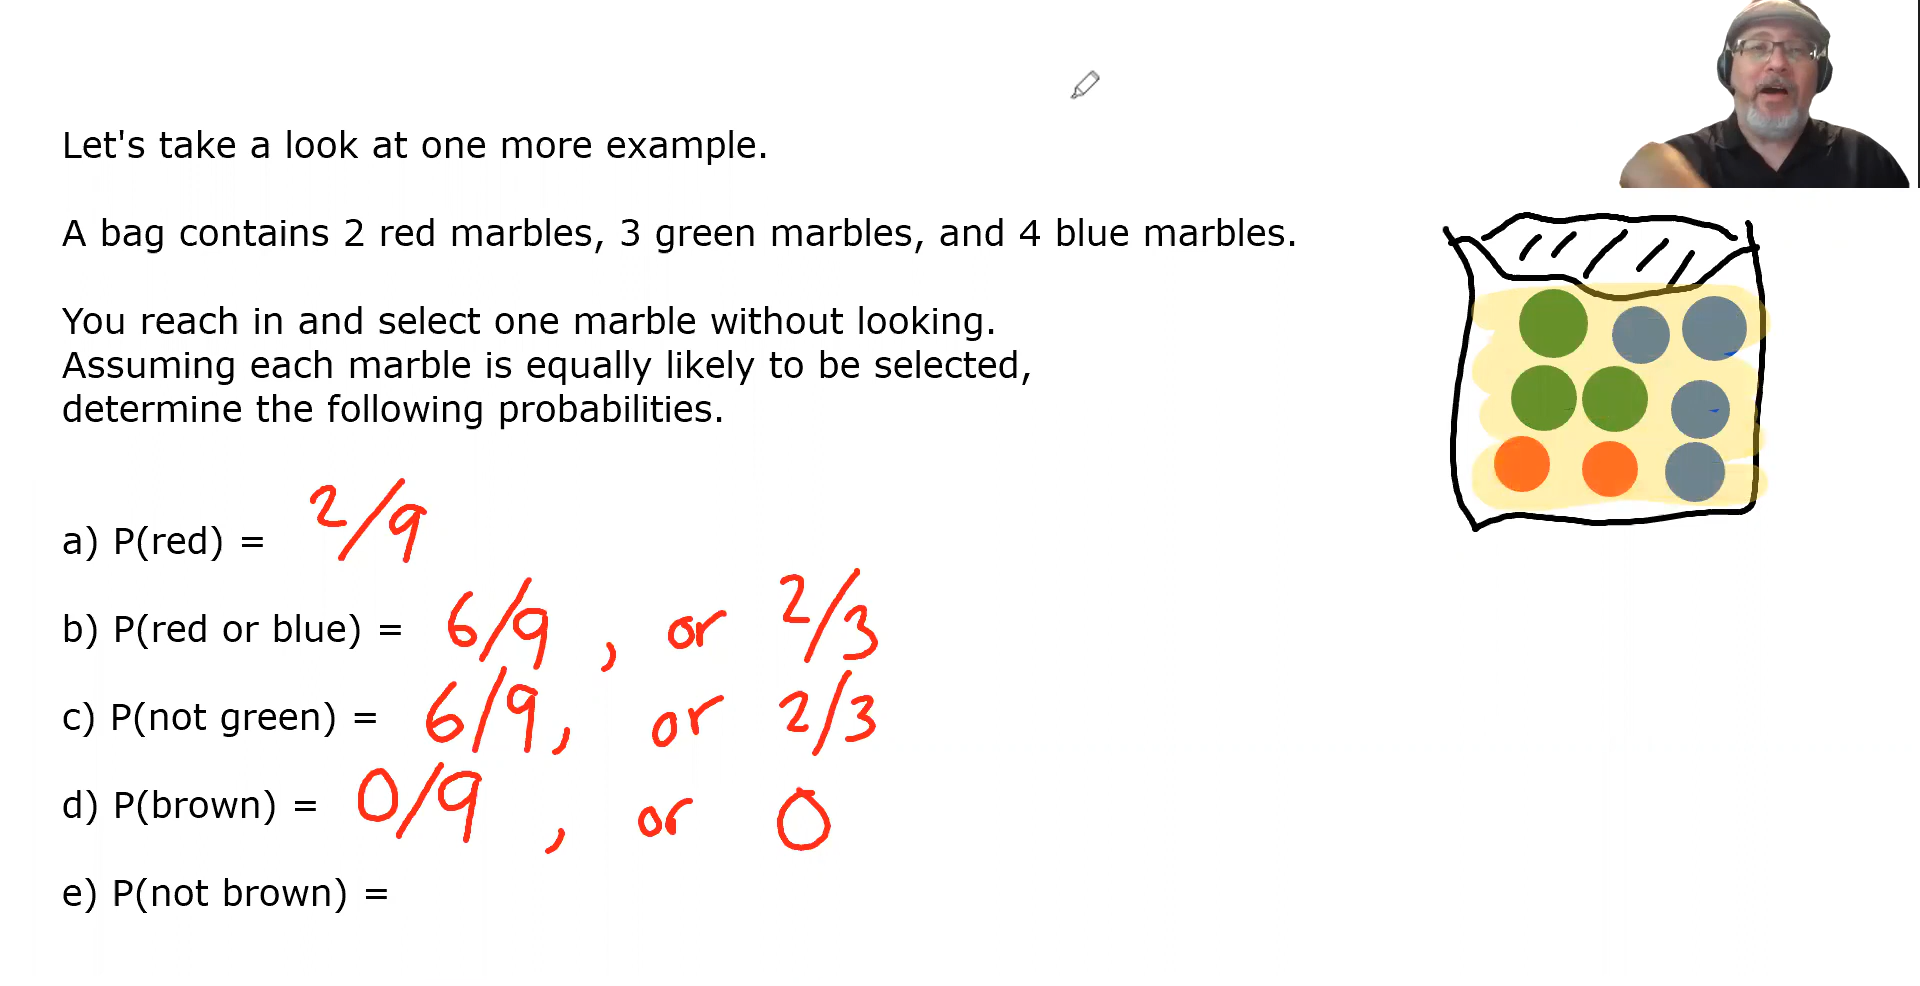 Let's take a look at one more example.
A bag contains 2 red marbles, 3 green marbles, and 4 blue marbles.
You reach in and select one marble without looking.
Assuming each marble is equally likely to be selected,
determine the following probabilities.
a) P(red) = 2/9
b) P(red or blue) = 6/9 , or 2/3
c) P(not green) = 6/9, or 2/3
d) P(brown) = 0/9 , or 0
e) P(not brown) =